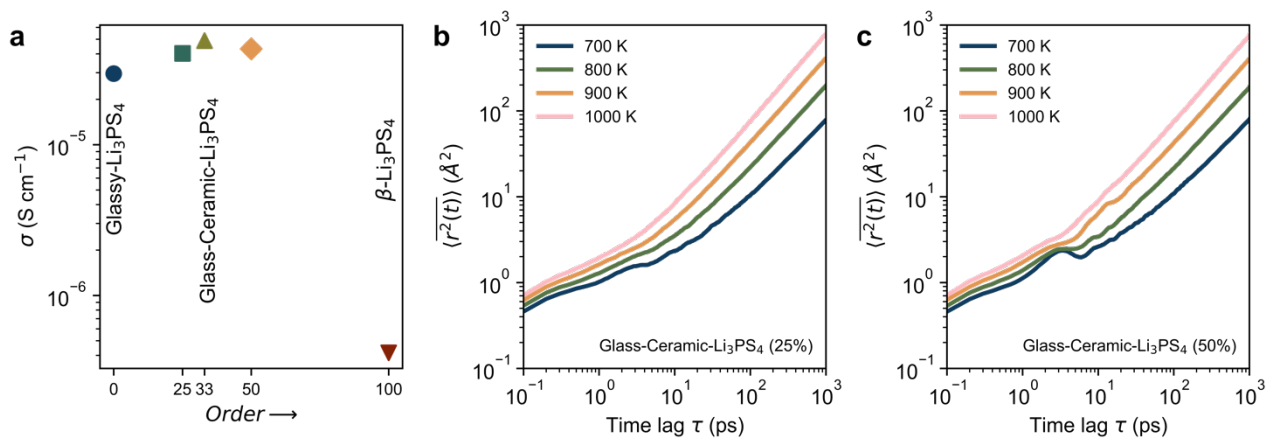 a
σ (S cm⁻¹)
10⁻⁵
10⁻⁶
Glassy-Li₃PS₄
Glass-Ceramic-Li₃PS₄
β-Li₃PS₄
0 25 33 50 100
Order ⟶
b
⟨r²(t)⟩ (Å²)
10³
10²
10¹
10⁰
10⁻¹
700 K
800 K
900 K
1000 K
Glass-Ceramic-Li₃PS₄ (25%)
10⁻¹ 10⁰ 10¹ 10² 10³
Time lag τ (ps)
c
⟨r²(t)⟩ (Å²)
10³
10²
10¹
10⁰
10⁻¹
700 K
800 K
900 K
1000 K
Glass-Ceramic-Li₃PS₄ (50%)
10⁻¹ 10⁰ 10¹ 10² 10³
Time lag τ (ps)